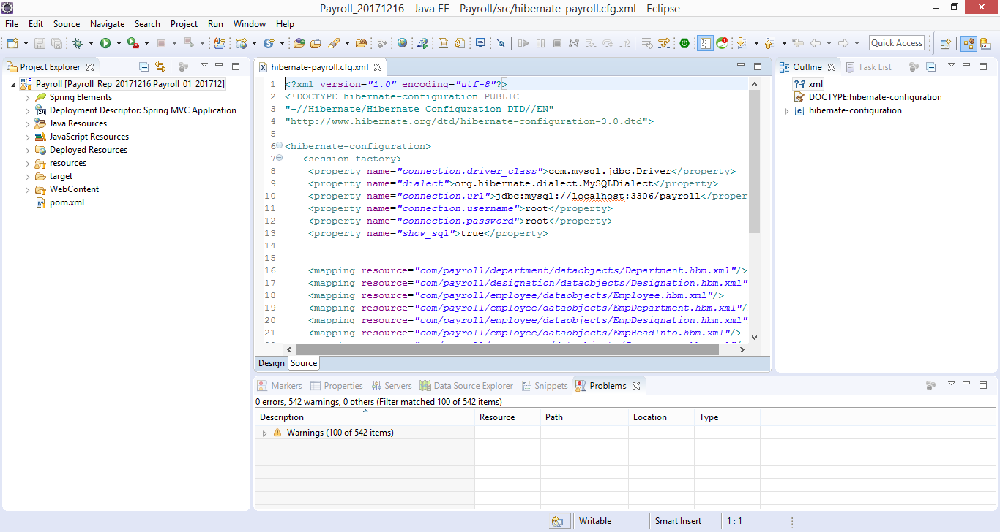 Payroll_20171216 - Java EE - Payroll/src/hibernate-payroll.cfg.xml - Eclipse
File Edit Source Navigate Search Project Run Window Help
Quick Access
Project Explorer
Payroll [Payroll_Rep_20171216 Payroll_01_201712]
Spring Elements
Deployment Descriptor: Spring MVC Application
Java Resources
JavaScript Resources
Deployed Resources
resources
target
WebContent
pom.xml
hibernate-payroll.cfg.xml
1 <?xml version="1.0" encoding="utf-8"?>
2 <!DOCTYPE hibernate-configuration PUBLIC
3 "-//Hibernate/Hibernate Configuration DTD//EN"
4 "http://www.hibernate.org/dtd/hibernate-configuration-3.0.dtd">
5
6 <hibernate-configuration>
7 <session-factory>
8 <property name="connection.driver_class">com.mysql.jdbc.Driver</property>
9 <property name="dialect">org.hibernate.dialect.MySQLDialect</property>
10 <property name="connection.url">jdbc:mysql://localhost:3306/payroll</proper
11 <property name="connection.username">root</property>
12 <property name="connection.password">root</property>
13 <property name="show_sql">true</property>
14
15
16 <mapping resource="com/payroll/department/dataobjects/Department.hbm.xml"/>
17 <mapping resource="com/payroll/designation/dataobjects/Designation.hbm.xml"
18 <mapping resource="com/payroll/employee/dataobjects/Employee.hbm.xml"/>
19 <mapping resource="com/payroll/employee/dataobjects/EmpDepartment.hbm.xml"/
20 <mapping resource="com/payroll/employee/dataobjects/EmpDesignation.hbm.xml"
21 <mapping resource="com/payroll/employee/dataobjects/EmpHeadInfo.hbm.xml"/>
Design Source
Outline Task List
?-? xml
DOCTYPE:hibernate-configuration
e hibernate-configuration
Markers Properties Servers Data Source Explorer Snippets Problems
0 errors, 542 warnings, 0 others (Filter matched 100 of 542 items)
Description Resource Path Location Type
Warnings (100 of 542 items)
Writable Smart Insert 1 : 1